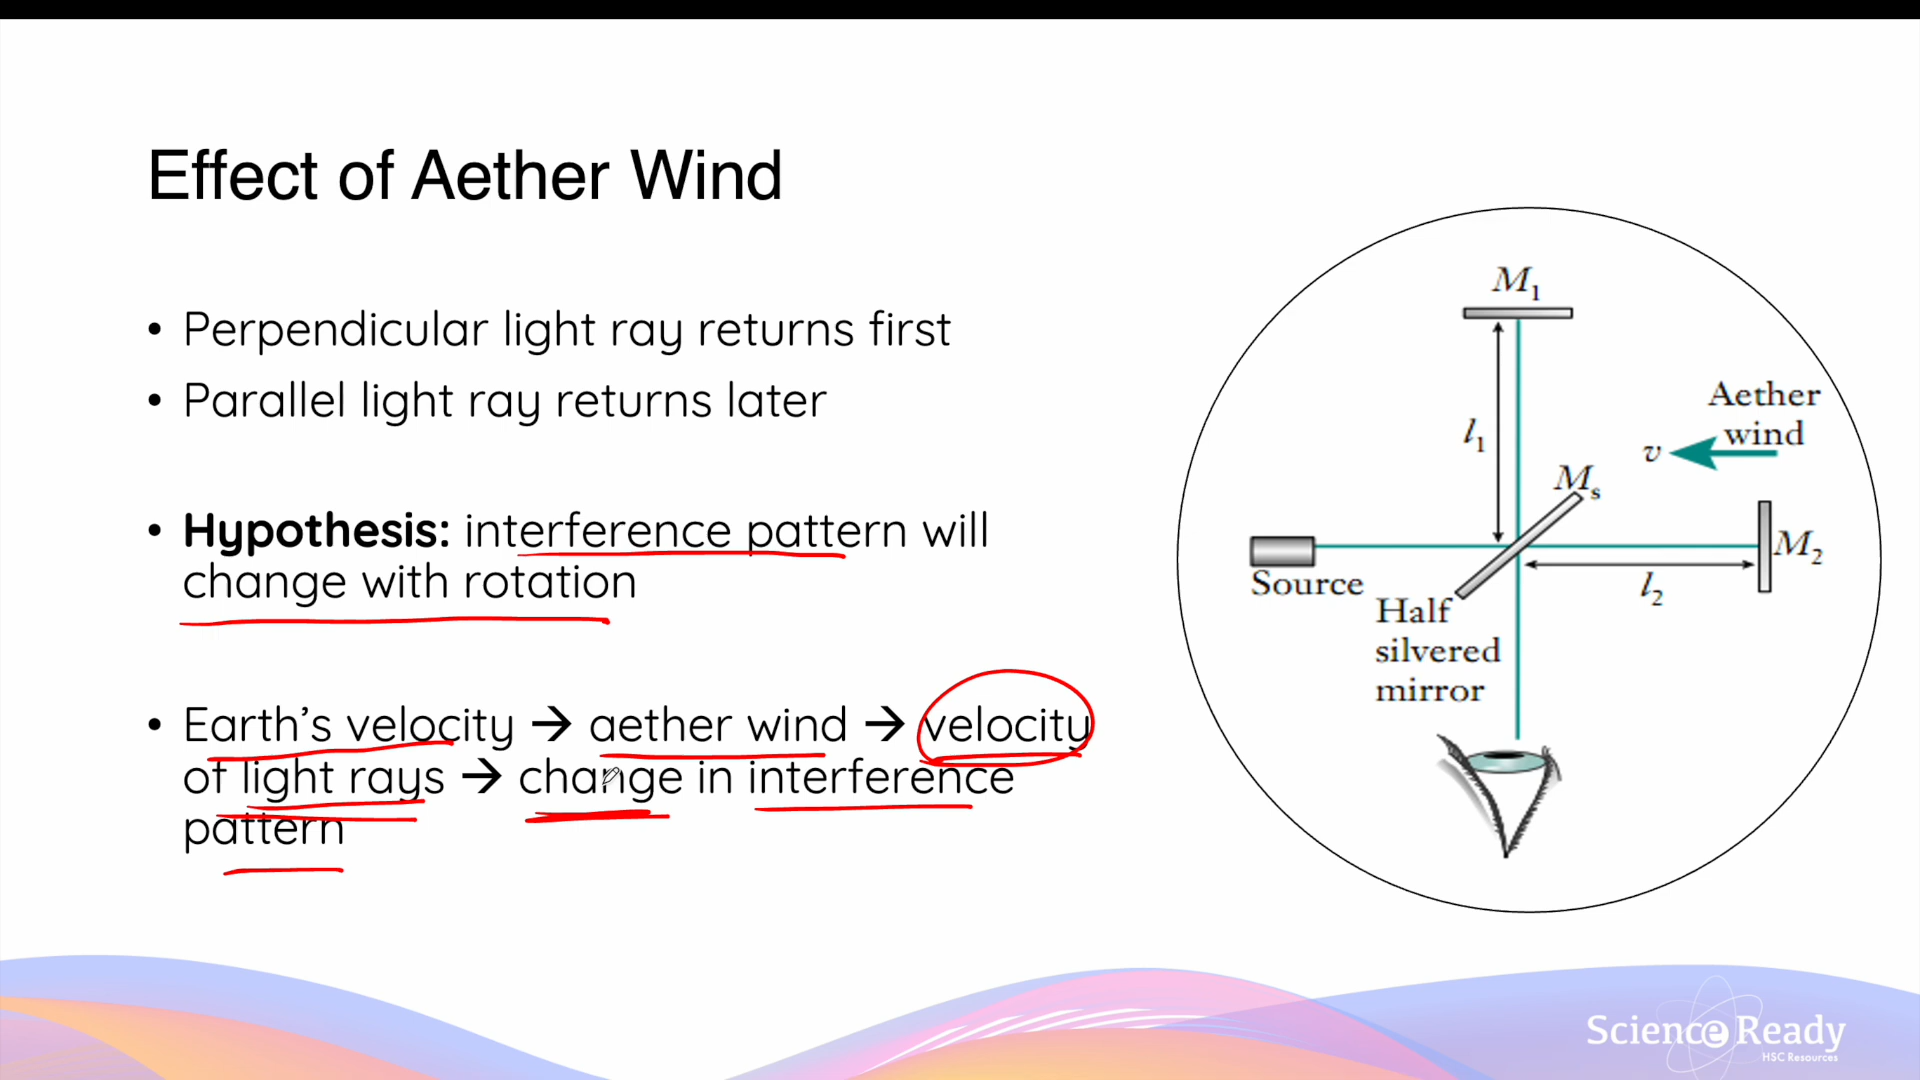 Effect of Aether Wind
• Perpendicular light ray returns first
• Parallel light ray returns later
• Hypothesis: interference pattern will
change with rotation
• Earth's velocity → aether wind → velocity
of light rays → change in interference
pattern
M₁
l₁
Aether
wind
v
Mₛ
M₂
Source
l₂
Half
silvered
mirror
Science Ready
HSC Resources